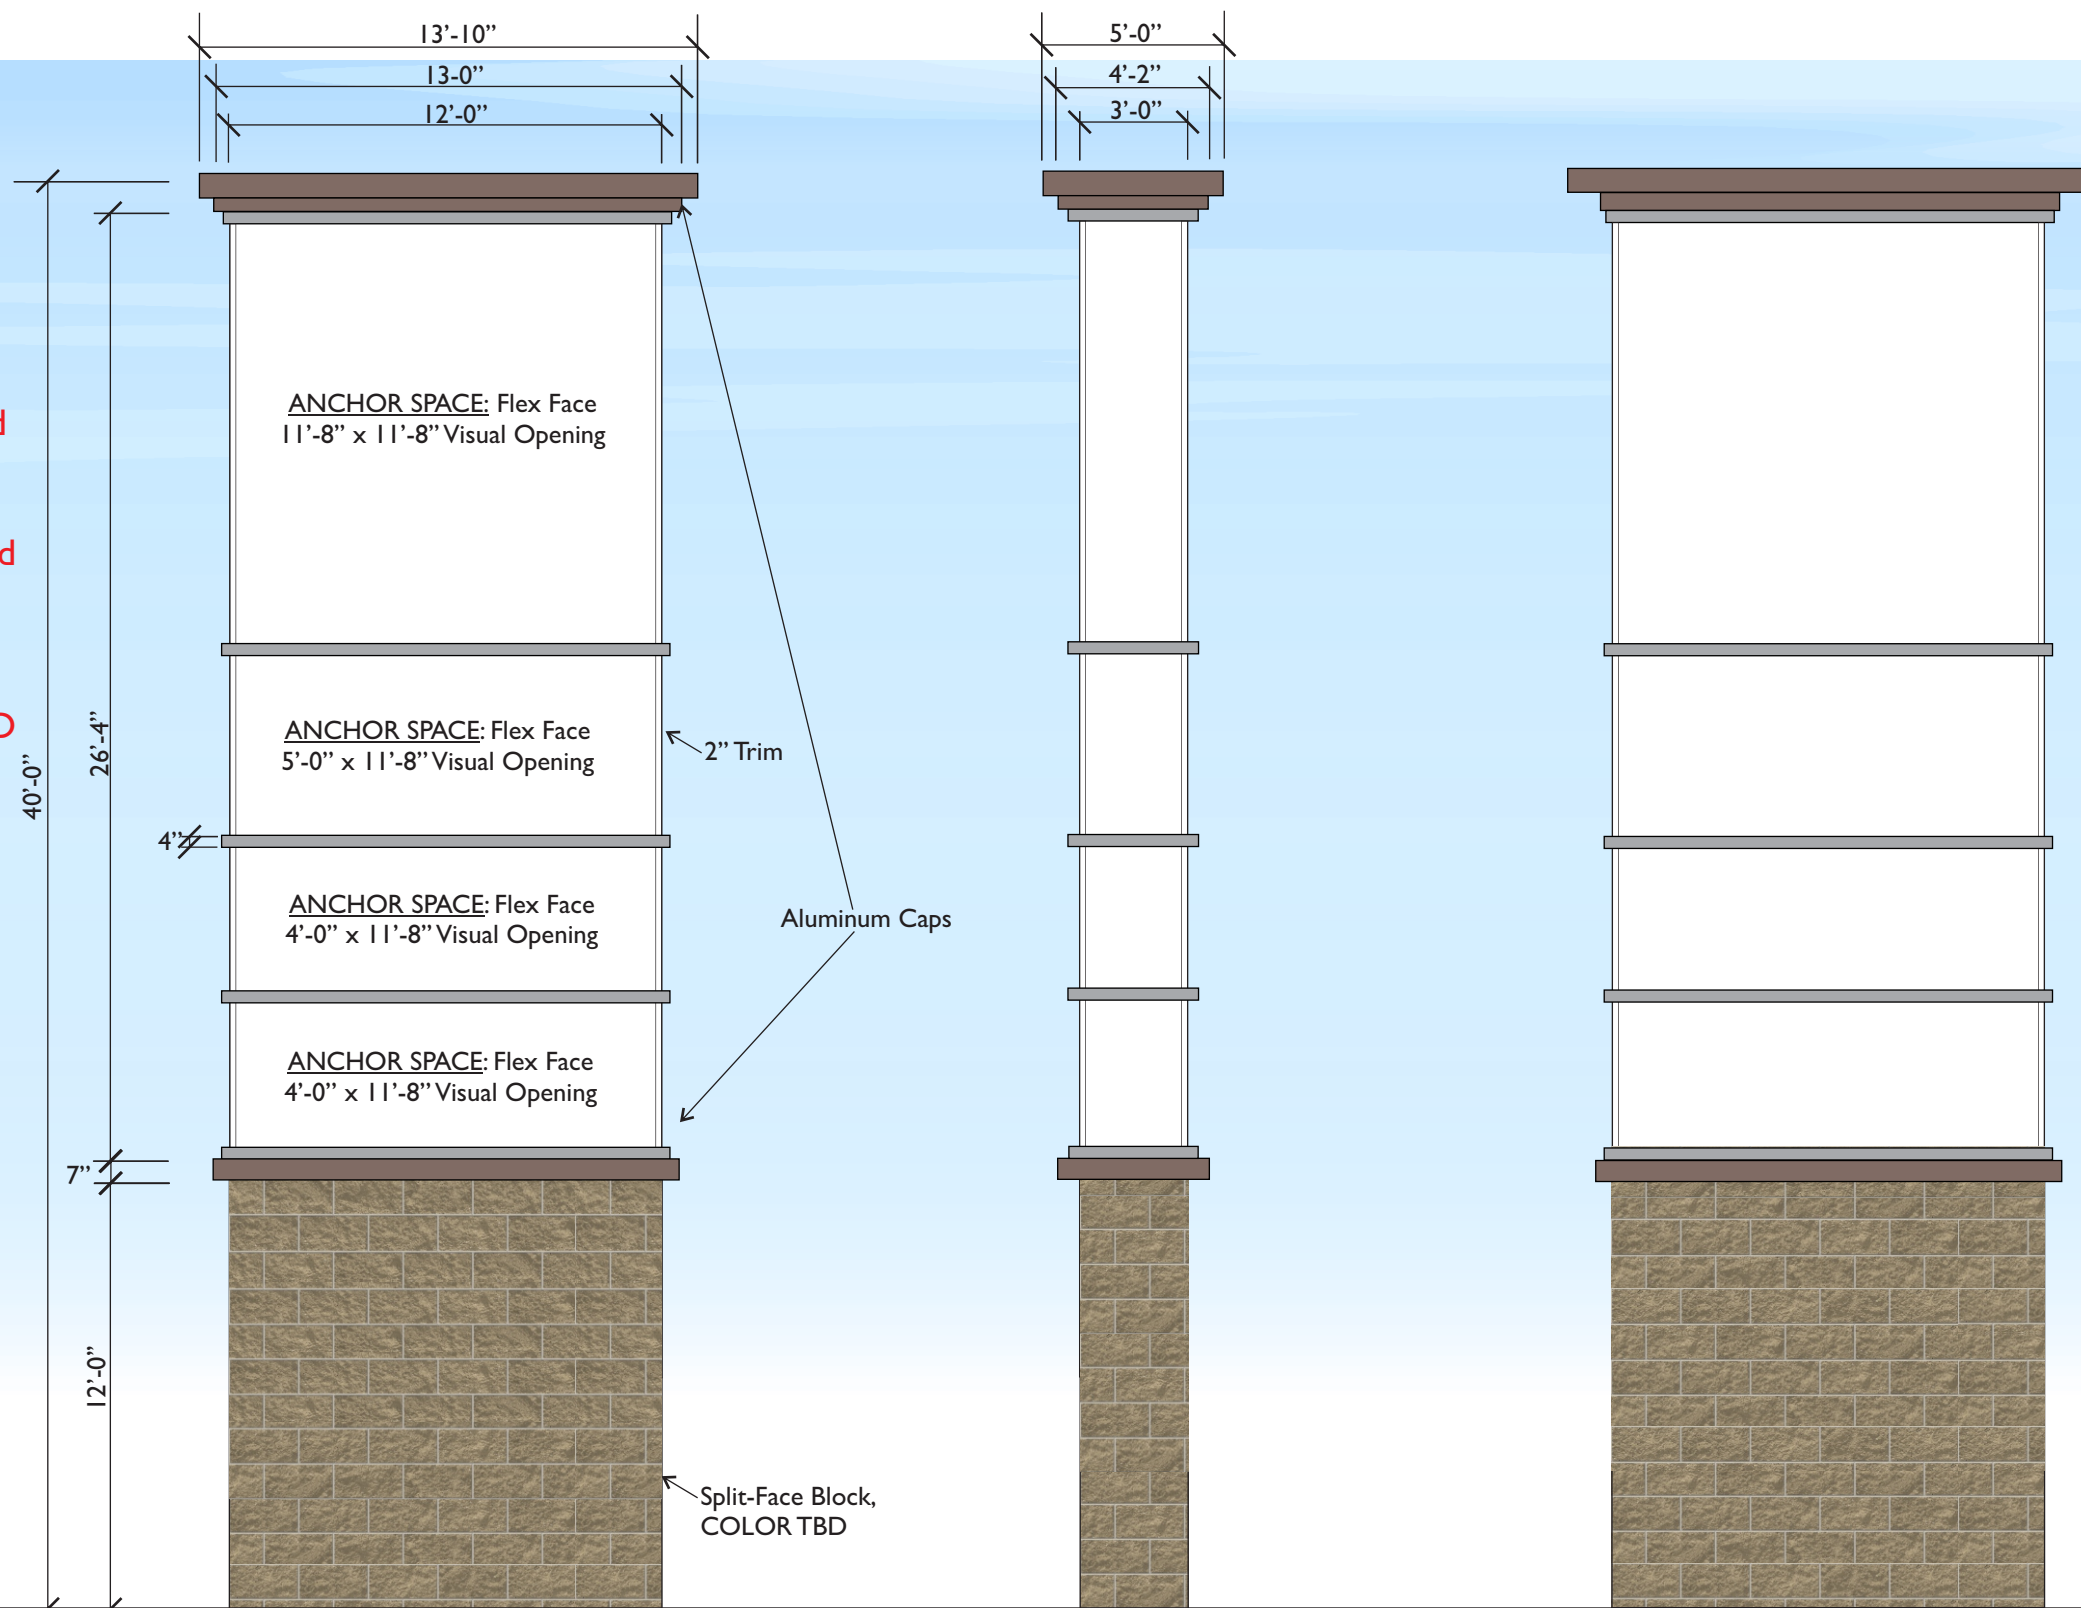 13’-10”
13-0”
12’-0”
5’-0”
4’-2”
3’-0”
ANCHOR SPACE: Flex Face
11’-8” x 11’-8” Visual Opening
ANCHOR SPACE: Flex Face
5’-0” x 11’-8” Visual Opening
2” Trim
26’-4”
40’-0”
4”
ANCHOR SPACE: Flex Face
4’-0” x 11’-8” Visual Opening
Aluminum Caps
ANCHOR SPACE: Flex Face
4’-0” x 11’-8” Visual Opening
7”
12’-0”
Split-Face Block,
COLOR TBD